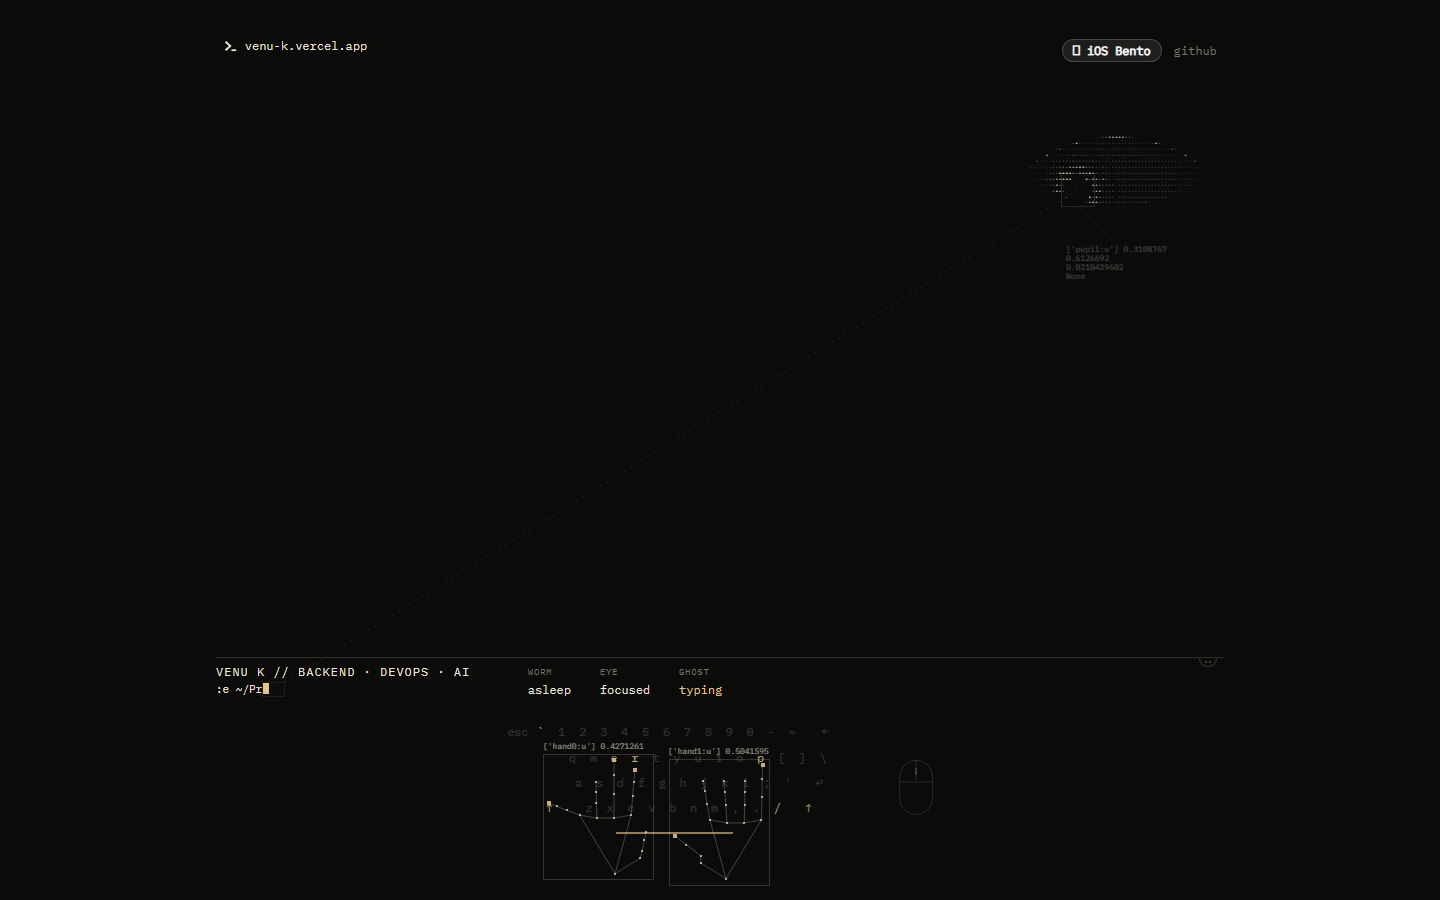 venu-k.vercel.app
iOS Bento github
['pupil:u'] 0.3108767
0.6126692
0.0210429602
None
VENU K // BACKEND · DEVOPS · AI
:e ~/Pr
WORM EYE GHOST
asleep focused typing
esc ` 1 2 3 4 5 6 7 8 9 0 - = ←
['hand0:u'] 0.4271261 ['hand1:u'] 0.5041595
q w e r t y u i o p [ ] \
a s d f g h j k l ; ' ↵
↑ z x c v b n m , . / ↑